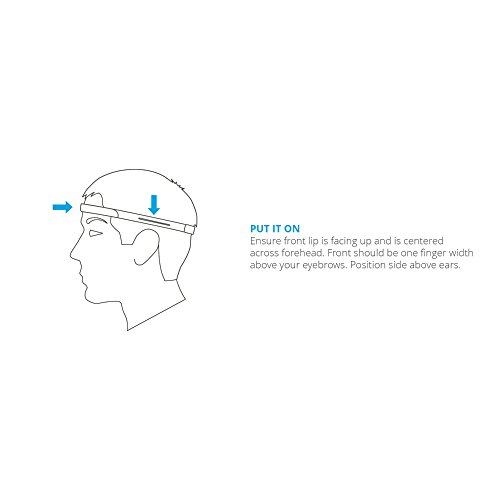 PUT IT ON
Ensure front lip is facing up and is centered
across forehead. Front should be one finger width
above your eyebrows. Position side above ears.